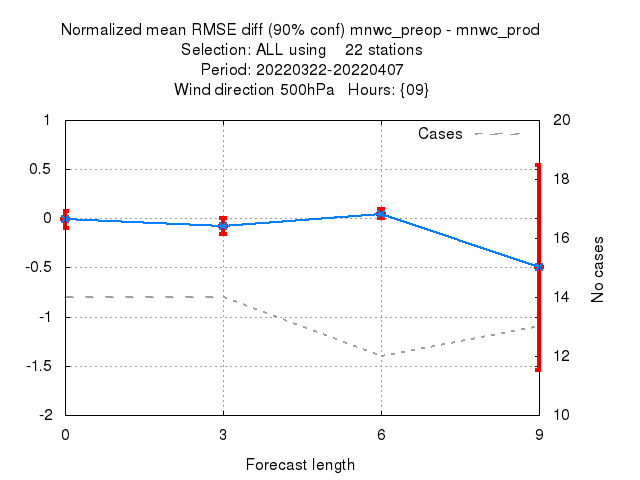 Normalized mean RMSE diff (90% conf) mnwc_preop - mnwc_prod
Selection: ALL using    22 stations
Period: 20220322-20220407
Wind direction 500hPa   Hours: {09}
Cases
1
0.5
0
-0.5
-1
-1.5
-2
20
18
16
14
12
10
No cases
0 3 6 9
Forecast length